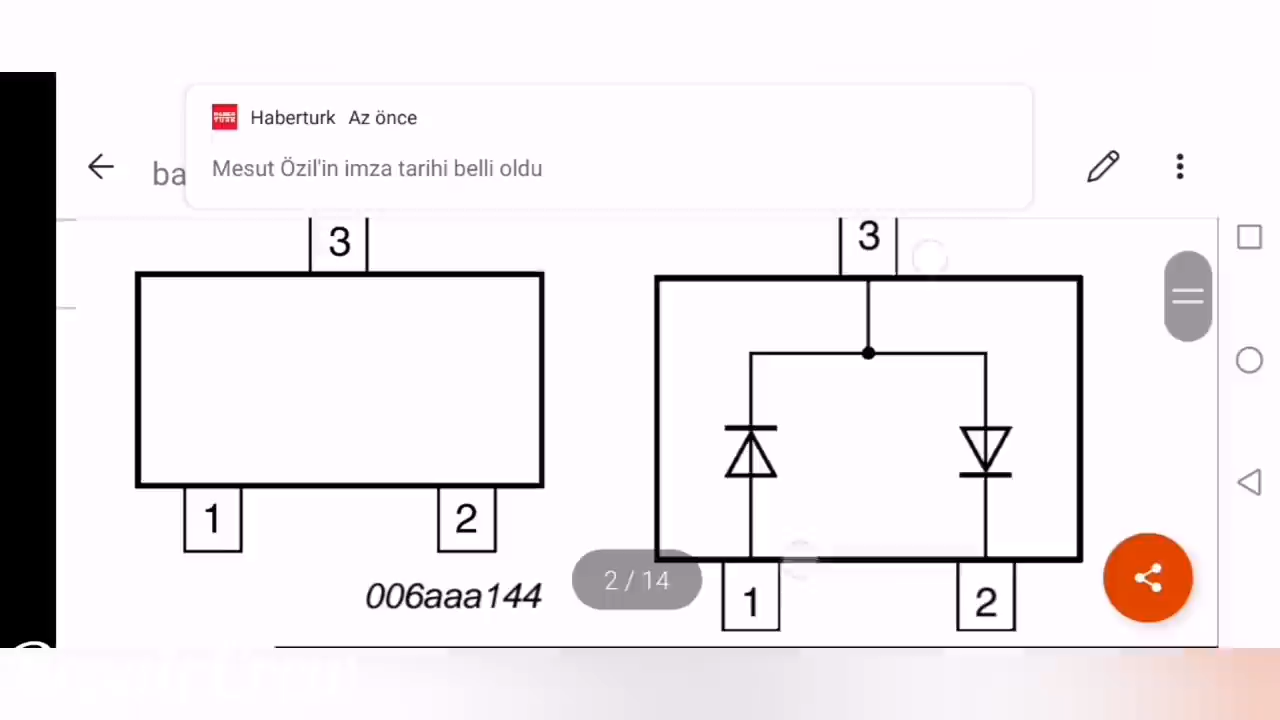 Haberturk Az önce
Mesut Özil'in imza tarihi belli oldu
ba
3
3
1
2
006aaa144
2 / 14
1
2